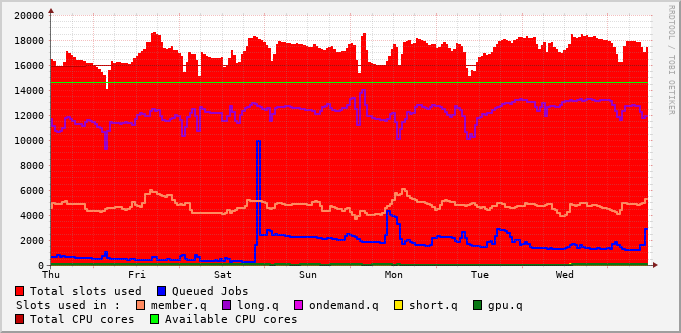 20000
18000
16000
14000
12000
10000
8000
6000
4000
2000
0
Thu Fri Sat Sun Mon Tue Wed
Total slots used Queued Jobs
Slots used in : member.q long.q ondemand.q short.q gpu.q
Total CPU cores Available CPU cores
RRDTOOL / TOBI OETIKER